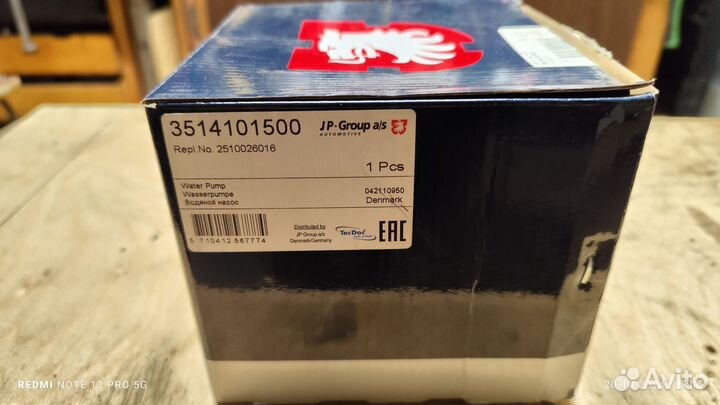 3514101500
JP-Group a/s
AUTOMOTIVE
Repl.No. 2510026016
1 Pcs
Water Pump
Wasserpumpe
Водяной насос
042110950
Denmark
Distributed by
JP Group a/s
Denmark/Germany
TecDoc
EAC
5 710412 567774
REDMI NOTE 13 PRO 5G
Avito